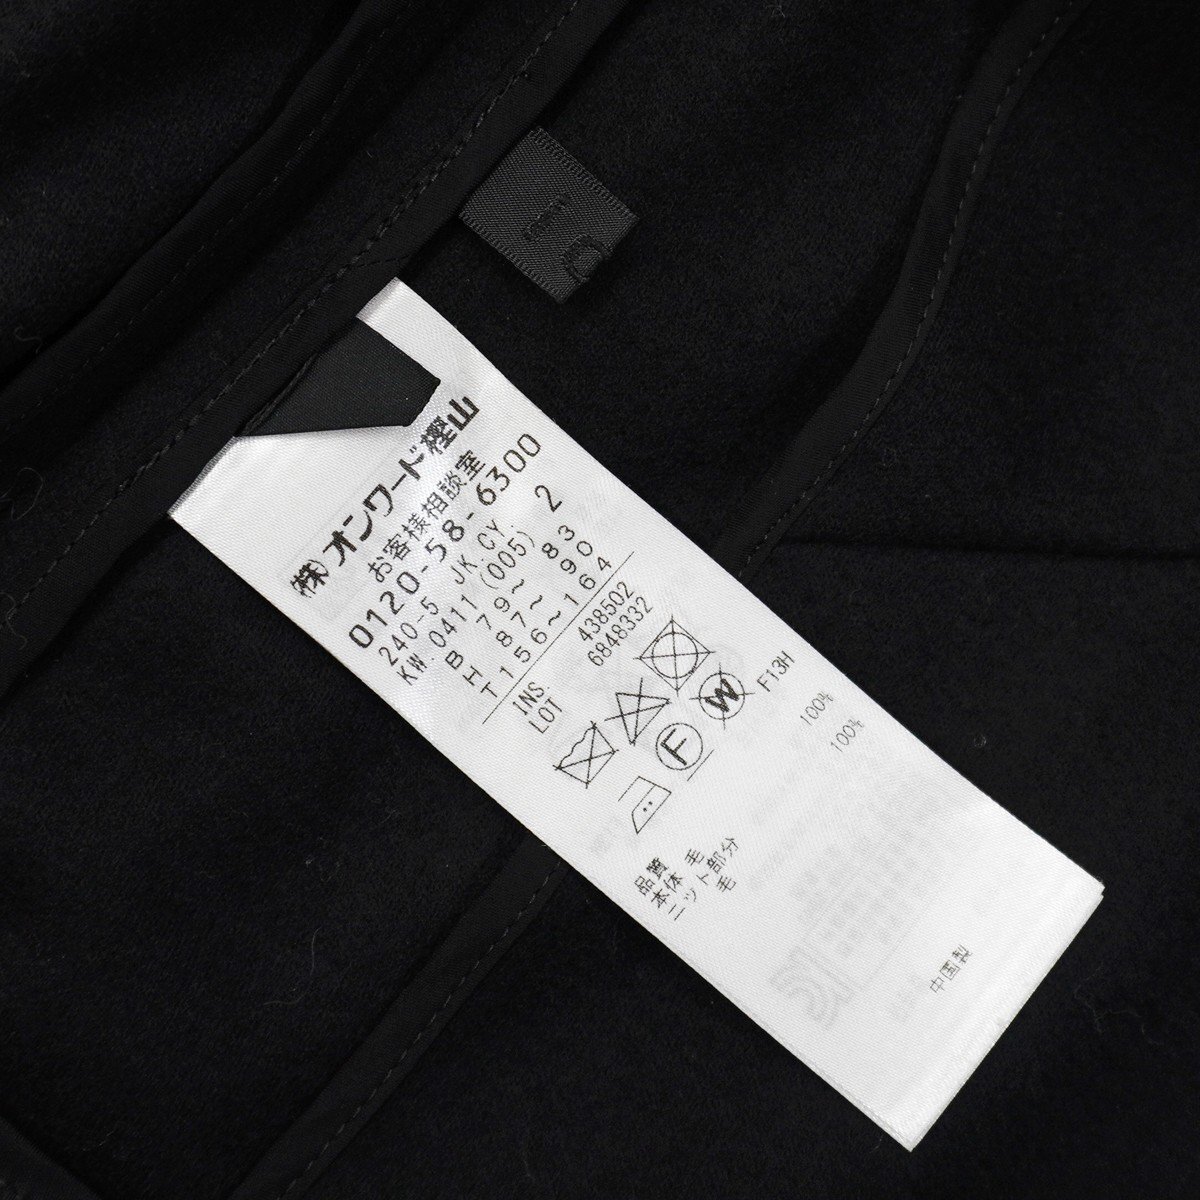 (株)オンワード樫山
お客様相談室
0120-58-6300
240-5 JK.CY. 2
KW.0411(005)
B 79～ 83
H 87～ 90
T156～164
INS. 438502
LOT 6848332
F
W
F13H
品質
本体 毛 100%
ニット部分
毛 100%
中国製